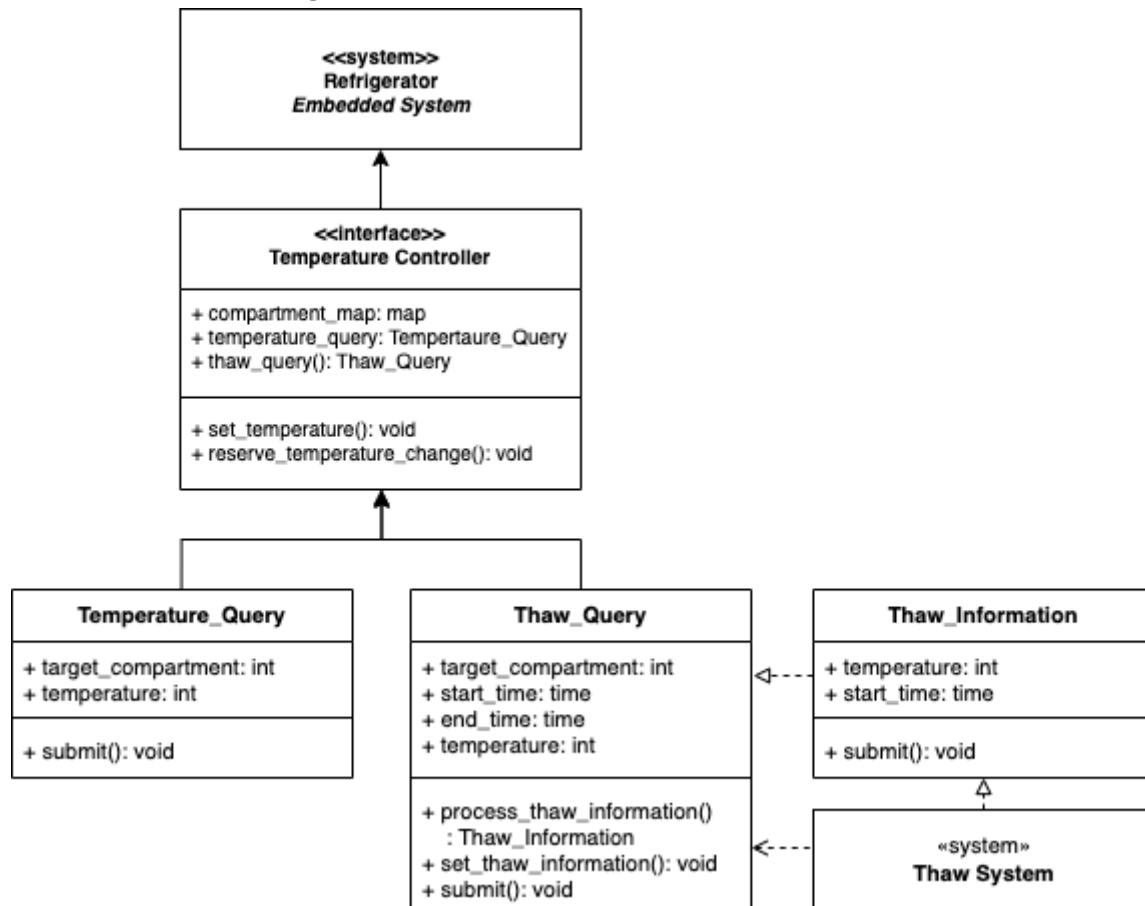 <<system>>
Refrigerator
Embedded System
<<interface>>
Temperature Controller
+ compartment_map: map
+ temperature_query: Tempertaure_Query
+ thaw_query(): Thaw_Query
+ set_temperature(): void
+ reserve_temperature_change(): void
Temperature_Query
+ target_compartment: int
+ temperature: int
+ submit(): void
Thaw_Query
+ target_compartment: int
+ start_time: time
+ end_time: time
+ temperature: int
+ process_thaw_information()
: Thaw_Information
+ set_thaw_information(): void
+ submit(): void
Thaw_Information
+ temperature: int
+ start_time: time
+ submit(): void
«system»
Thaw System